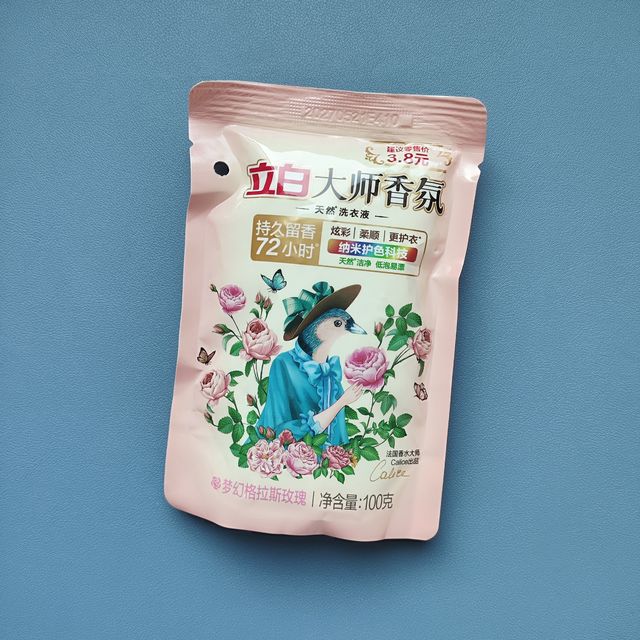 建议零售价
3.8元
立白大师香氛
天然*洗衣液
持久留香
72小时
炫彩|柔顺|更护衣
纳米护色科技
天然*洁净 低泡易漂
法国香水大师
Calice出品
Calice
梦幻格拉斯玫瑰|净含量:100克